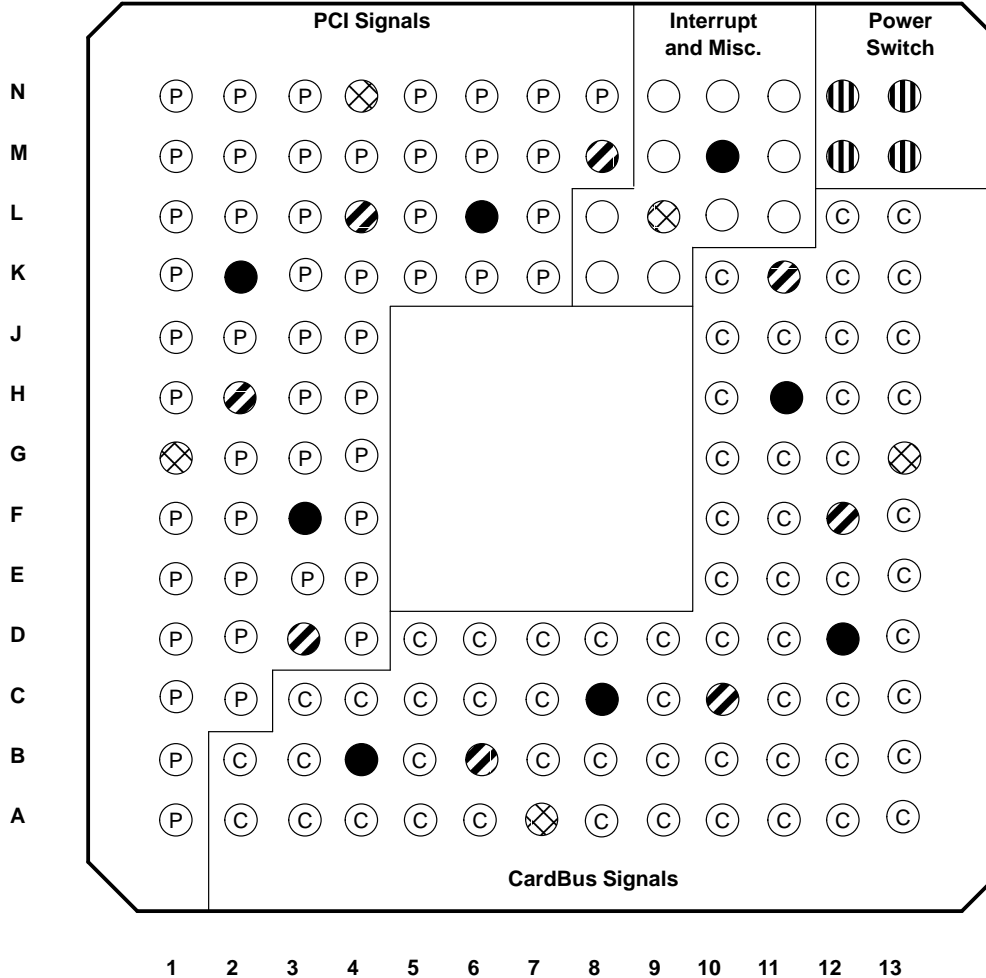 PCI Signals
Interrupt
and Misc.
Power
Switch
N P P P P P P P
M P P P P P P P
L P P P P P C C
K P P P P P P C C C
J P P P P C C C C
H P P P C C C
G P P P C C C
F P P P C C C
E P P P P C C C C
D P P P C C C C C C C C
C P P C C C C C C C C C
B P C C C C C C C C C C
A P C C C C C C C C C C C
CardBus Signals
1 2 3 4 5 6 7 8 9 10 11 12 13